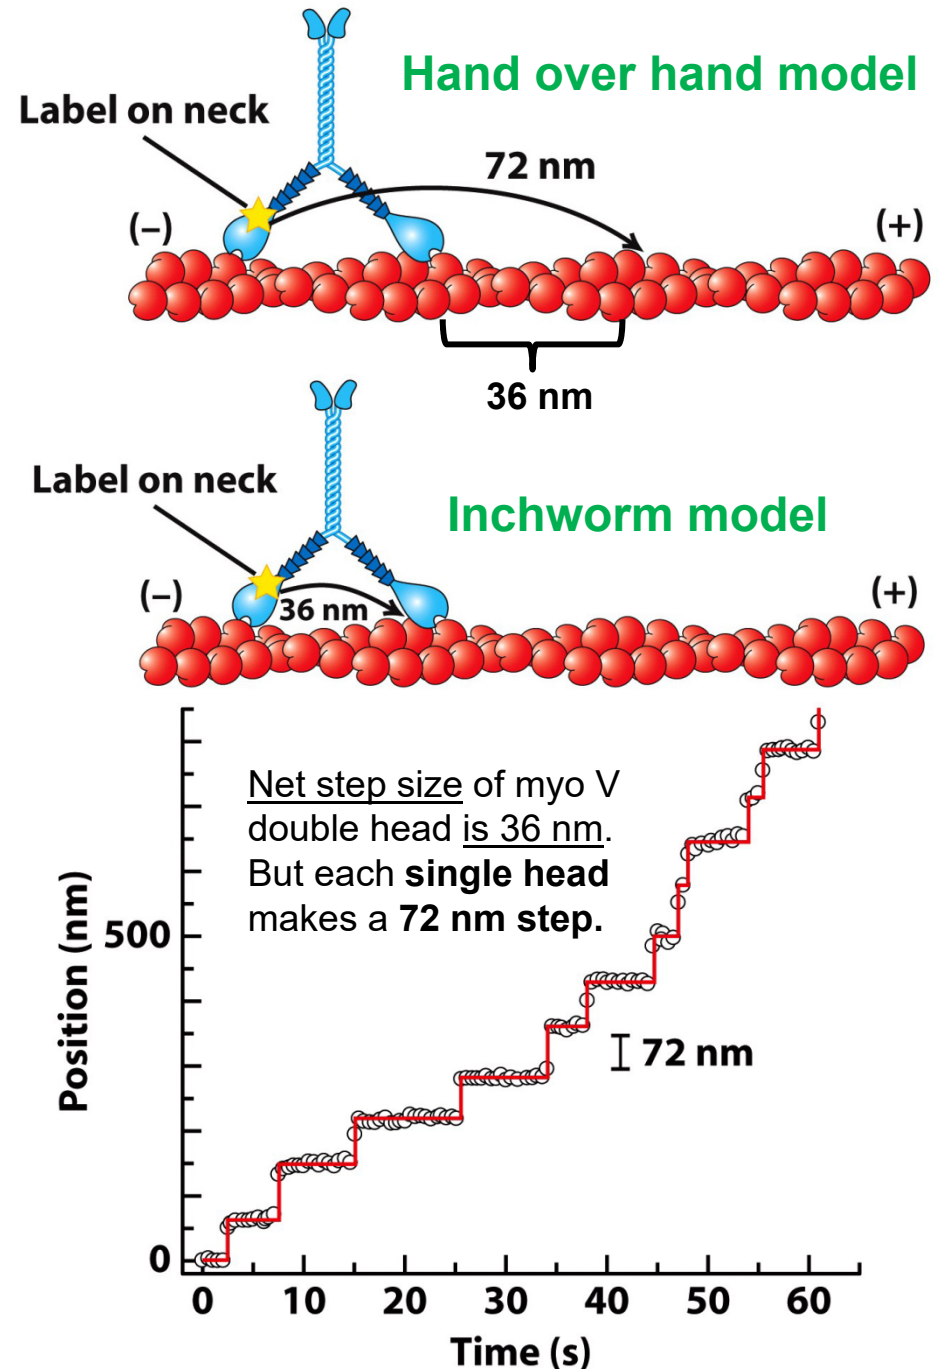 Hand over hand model
Label on neck
72 nm
(–)
(+)
36 nm
Label on neck
Inchworm model
(–)
36 nm
(+)
Net step size of myo V
double head is 36 nm.
But each single head
makes a 72 nm step.
Position (nm)
500
72 nm
0
0 10 20 30 40 50 60
Time (s)